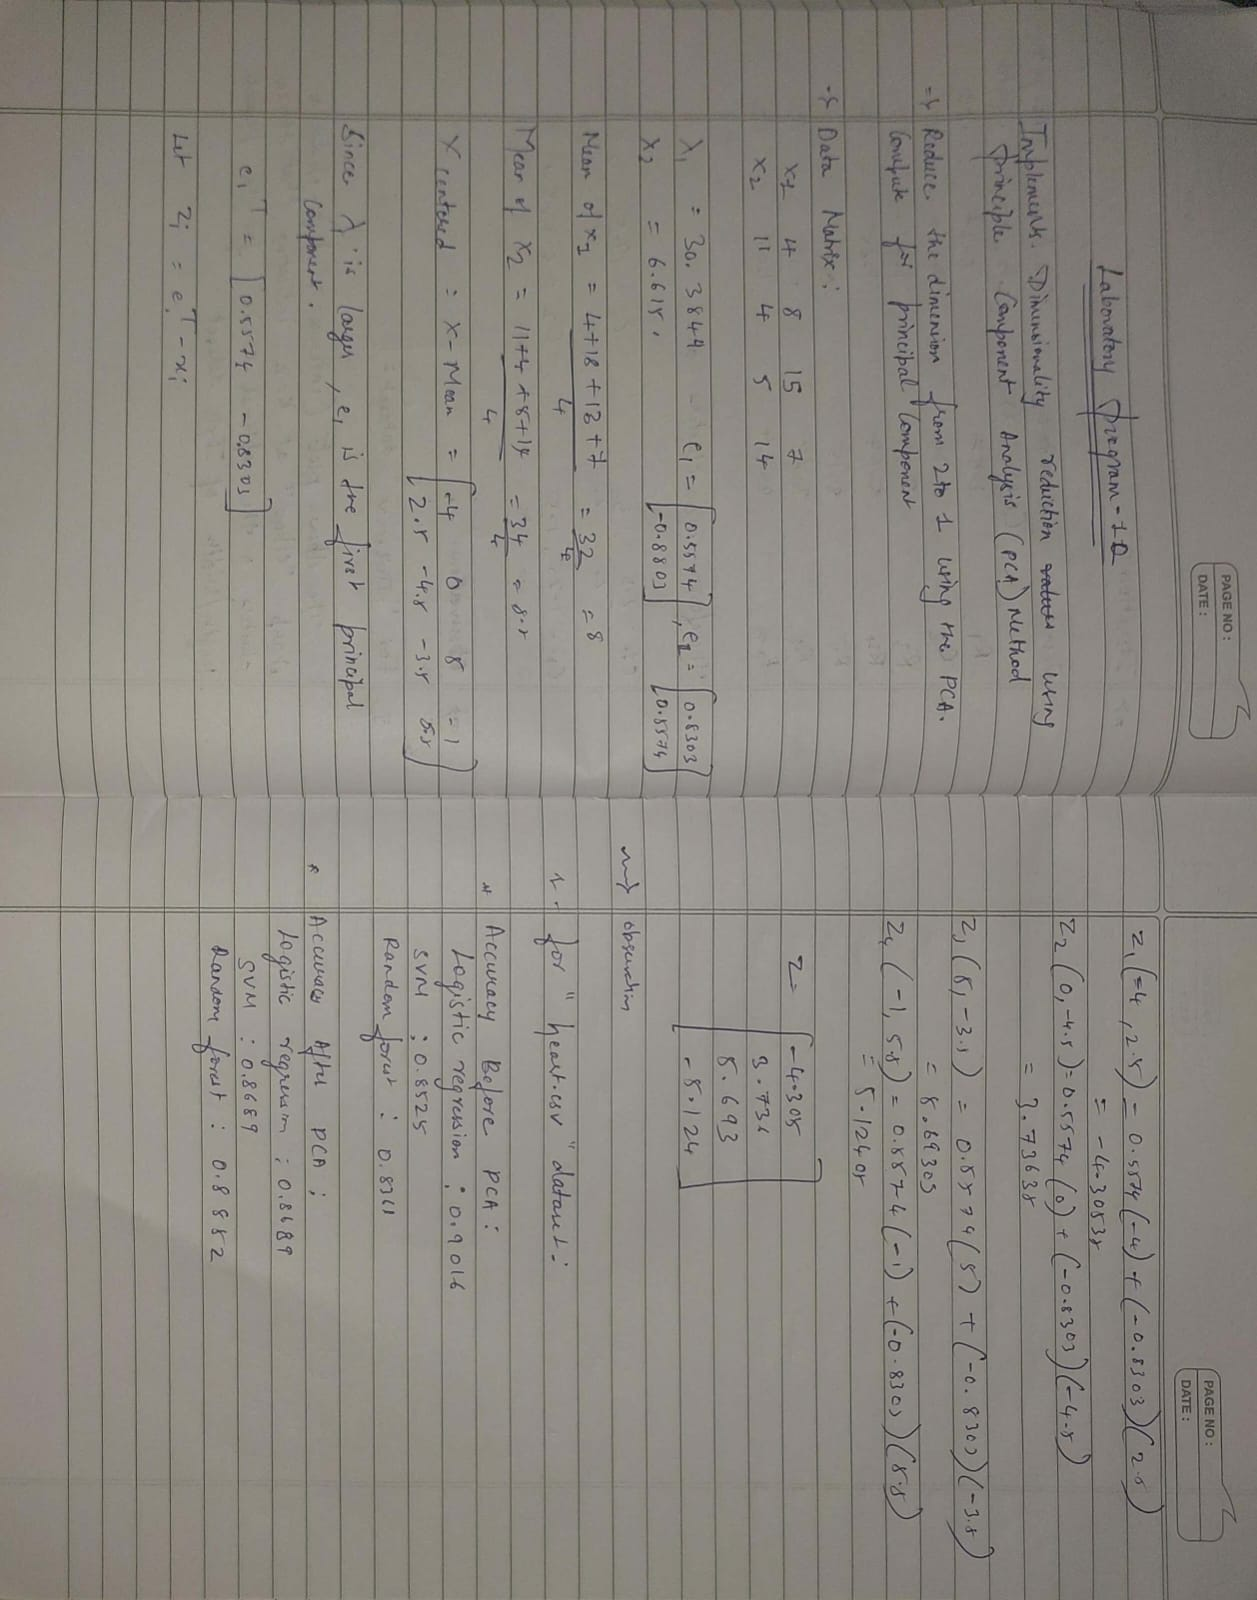 PAGE NO :
DATE :
Laboratory Program - 10
Implement Dimensionality reduction using
Principle Component Analysis (PCA) Method
=> Reduce the dimension from 2 to 1 using the PCA.
Compute for principal Component
-> Data Matrix :
x1 4 8 15 7
x2 11 4 5 14
λ1 = 30.3849 e1 = [0.5574 -0.8803], e2 = [0.8303 0.5574]
λ2 = 6.615.
Mean of x1 = 4+18+13+7 / 4 = 32/4 = 8
Mean of x2 = 11+4+5+14 / 4 = 34/4 = 8.5
X centered = X - Mean = [-4 0 5 -1
2.5 -4.5 -3.5 5.5]
Since λ1 is larger, e1 is the first principal
Component.
e1^T = [0.5574 -0.8303]
Let Zi = e1^T - xi
PAGE NO :
DATE :
Z1 (-4, 2.5) = 0.5574(-4) + (-0.8303)(2.5)
= -4.30535
Z2 (0, -4.5) = 0.5574(0) + (-0.8303)(-4.5)
= 3.73635
Z3 (5, -3.5) = 0.5574(5) + (-0.8303)(-3.5)
= 5.69305
Z4 (-1, 5.5) = 0.5574(-1) + (-0.8303)(5.5)
= 5.12405
Z= [-4.305
3.736
5.693
-5.124]
~~> observation
1. for "heart.csv" dataset:
* Accuracy Before PCA :
Logistic regression : 0.9016
SVM : 0.8525
Random forest : 0.8361
* Accuracy After PCA :
Logistic regression : 0.8689
SVM : 0.8689
Random forest : 0.8852